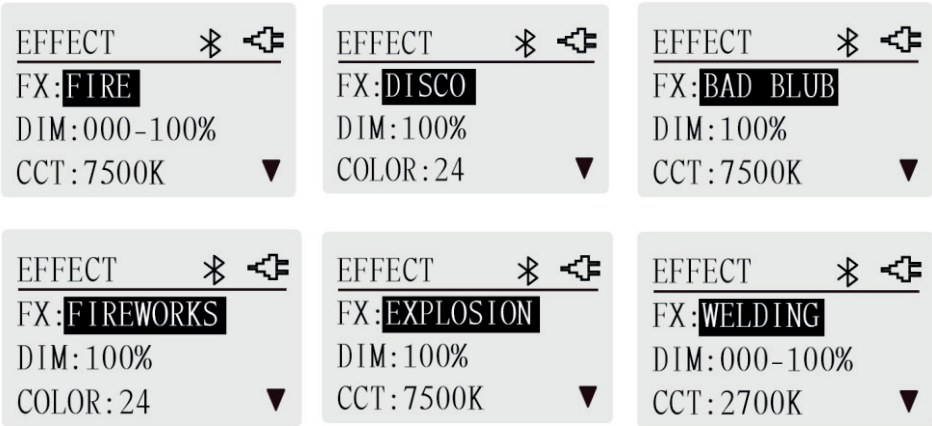 EFFECT
FX:FIRE
DIM:000-100%
CCT:7500K
EFFECT
FX:DISCO
DIM:100%
COLOR:24
EFFECT
FX:BAD BLUB
DIM:100%
CCT:7500K
EFFECT
FX:FIREWORKS
DIM:100%
COLOR:24
EFFECT
FX:EXPLOSION
DIM:100%
CCT:7500K
EFFECT
FX:WELDING
DIM:000-100%
CCT:2700K